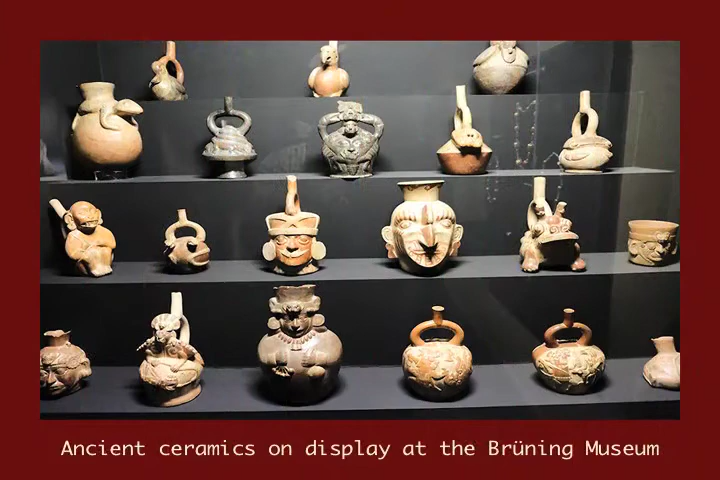 Ancient ceramics on display at the Brüning Museum